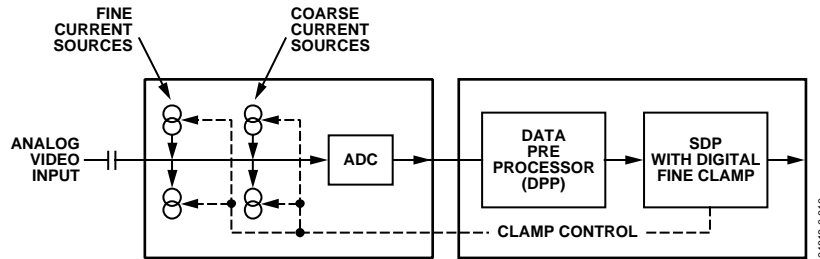 FINE
CURRENT
SOURCES
COARSE
CURRENT
SOURCES
ANALOG
VIDEO
INPUT
ADC
DATA
PRE
PROCESSOR
(DPP)
SDP
WITH DIGITAL
FINE CLAMP
CLAMP CONTROL